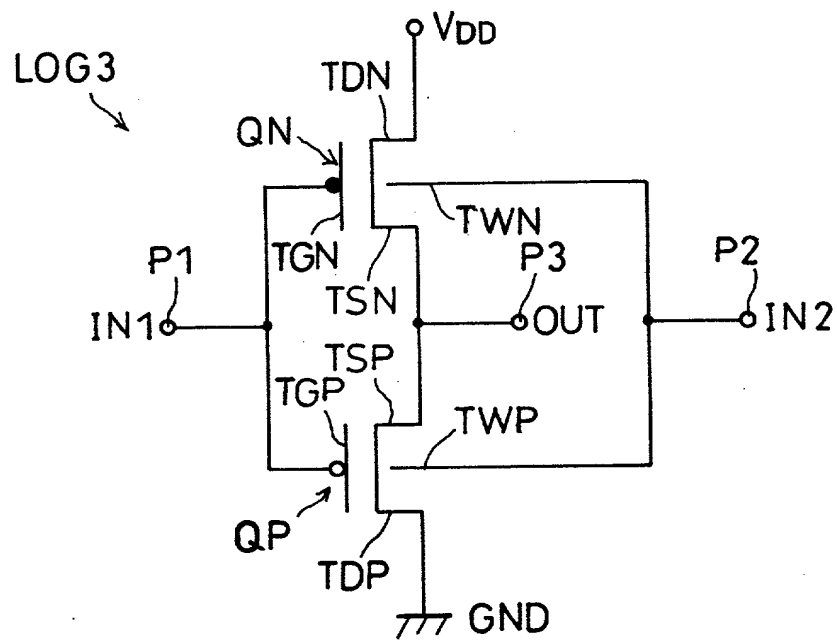 VDD
LOG3
TDN
QN
TWN
TGN
P1
P3
P2
TSN
IN1
OUT
IN2
TSP
TGP
TWP
QP
TDP
GND